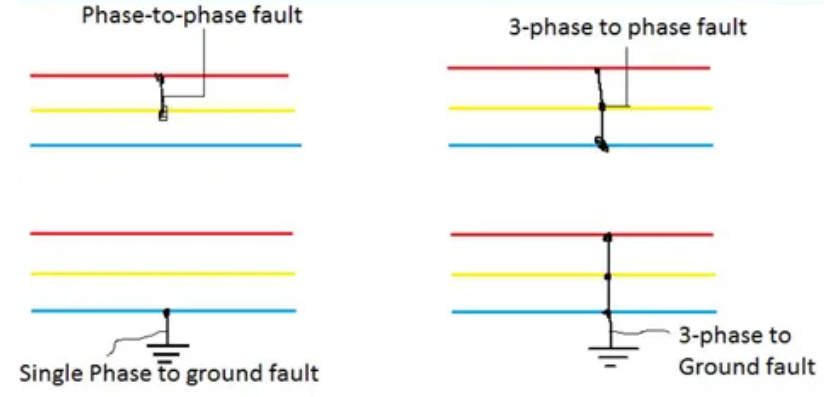 Phase-to-phase fault
3-phase to phase fault
Single Phase to ground fault
3-phase to
Ground fault